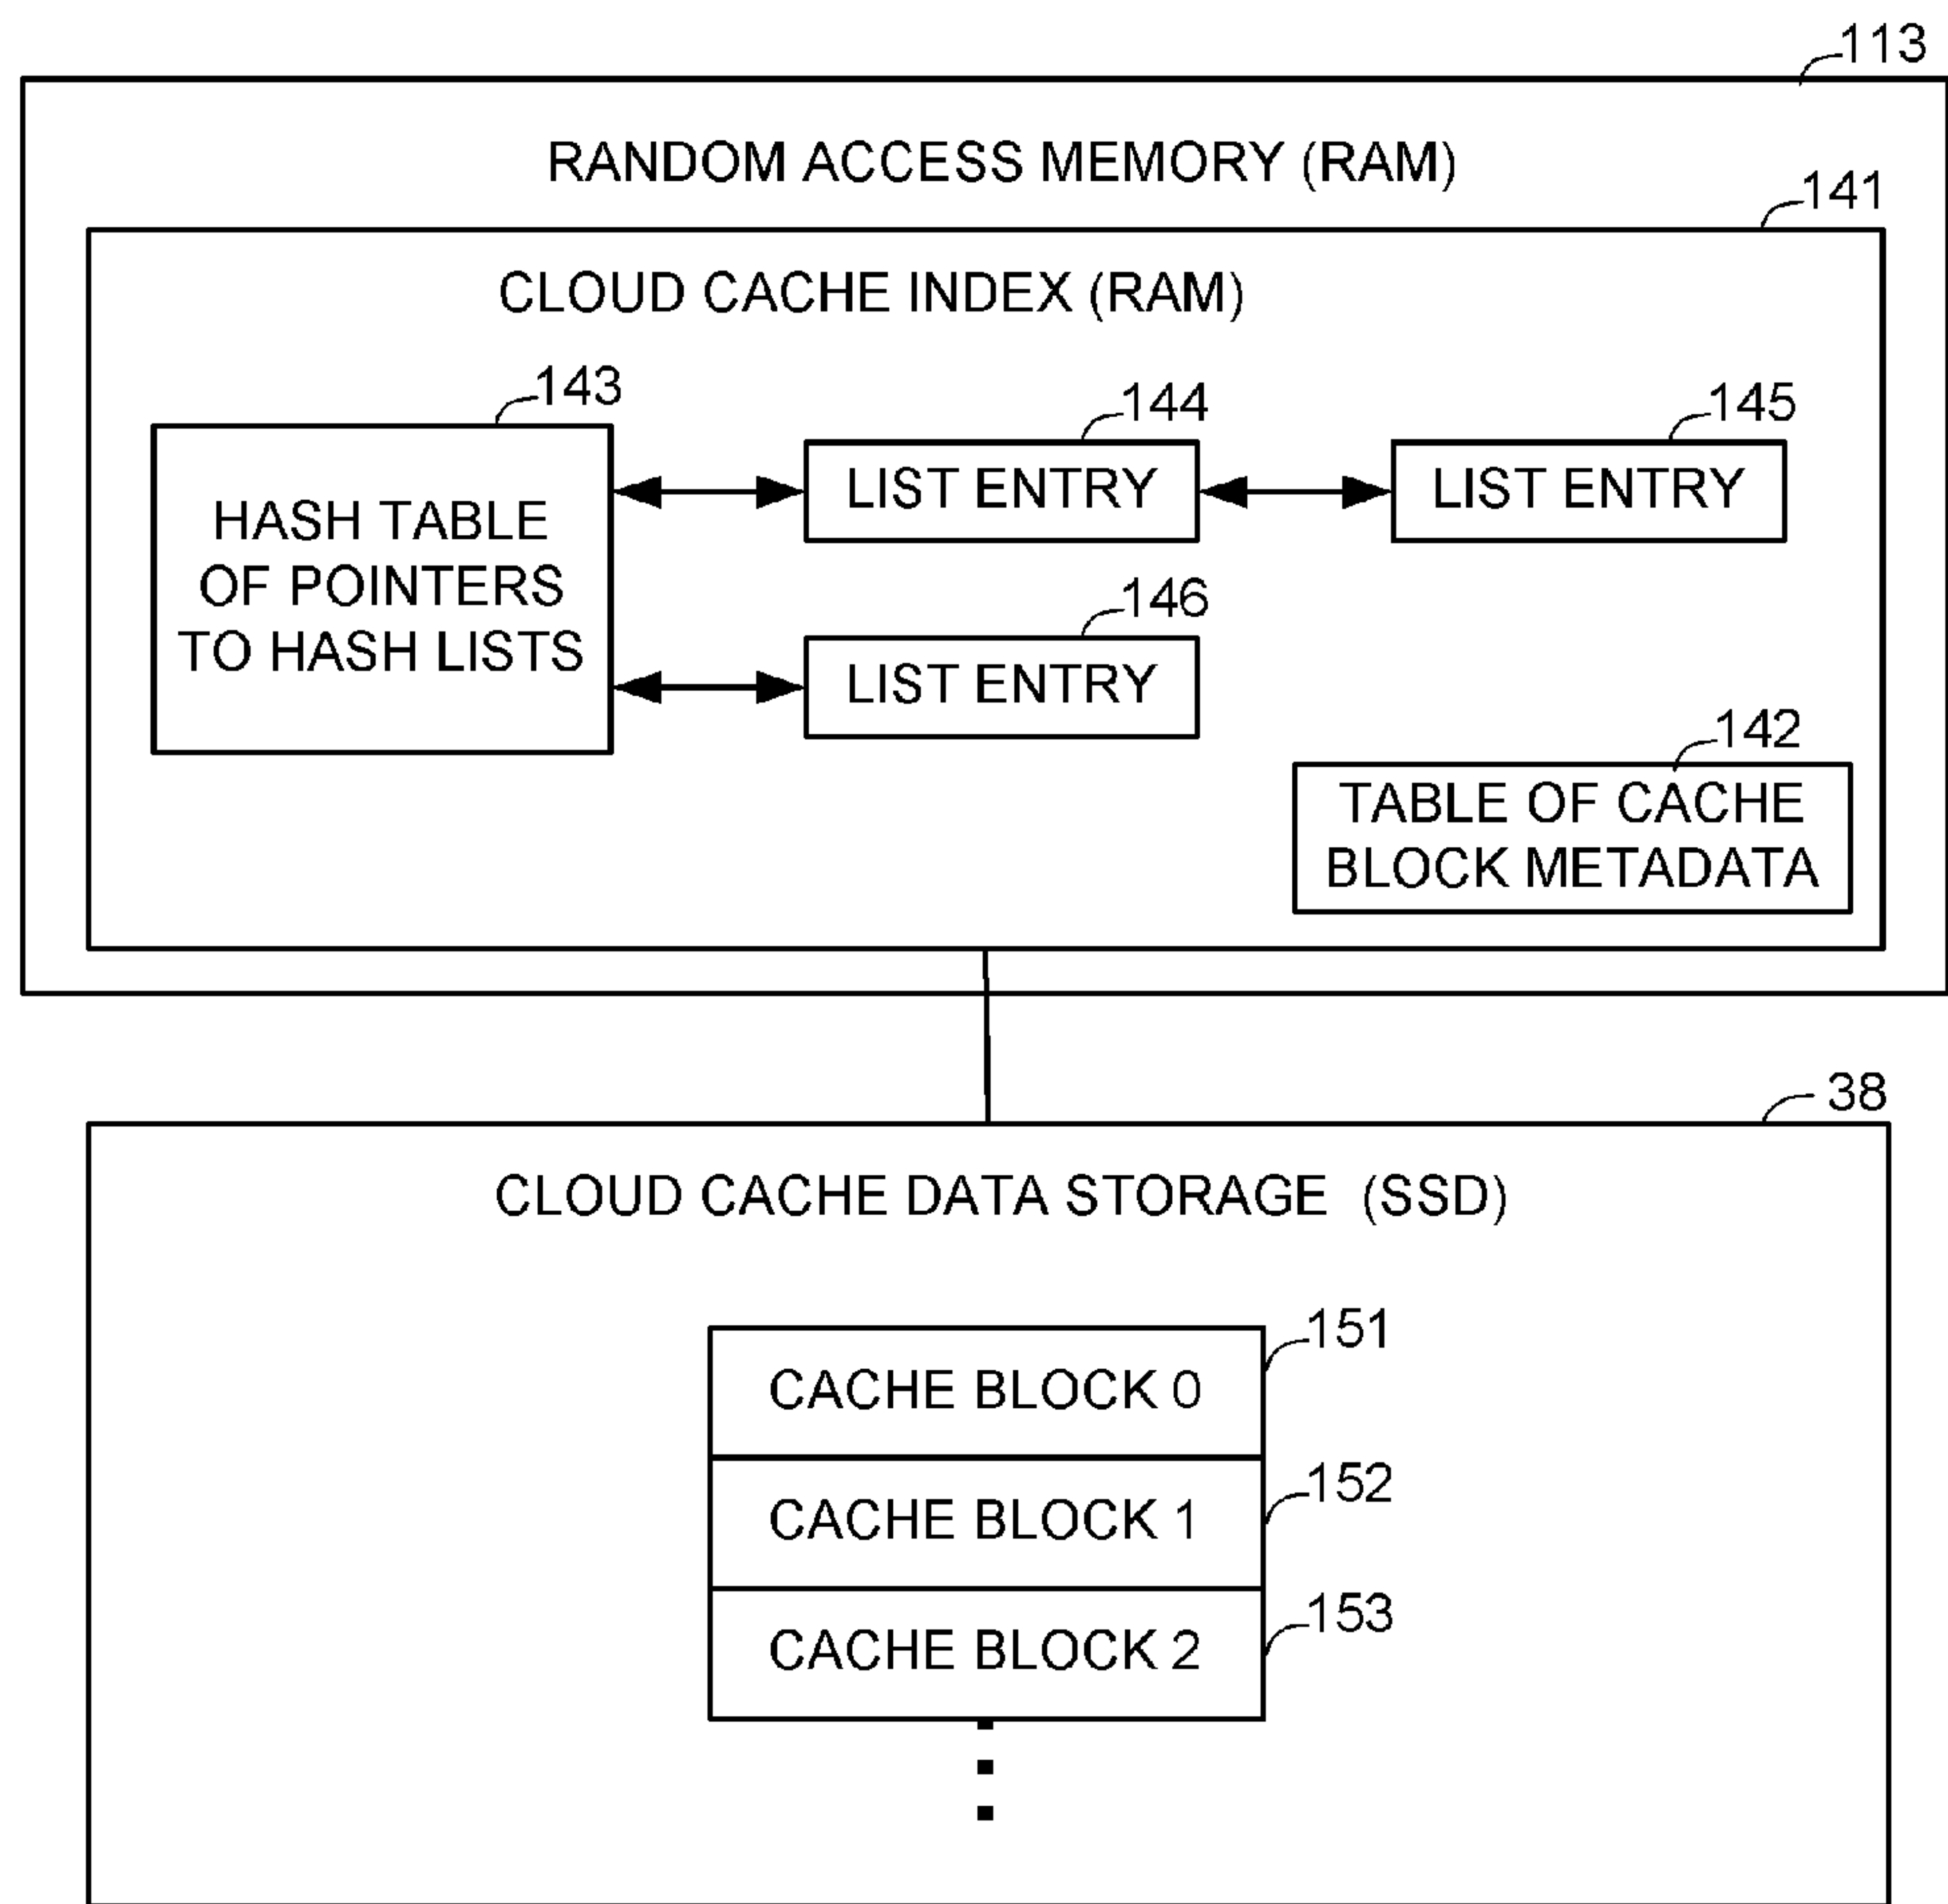 113
RANDOM ACCESS MEMORY (RAM)
141
CLOUD CACHE INDEX (RAM)
143
144
145
HASH TABLE
OF POINTERS
TO HASH LISTS
LIST ENTRY
LIST ENTRY
146
LIST ENTRY
142
TABLE OF CACHE
BLOCK METADATA
38
CLOUD CACHE DATA STORAGE (SSD)
151
CACHE BLOCK 0
152
CACHE BLOCK 1
153
CACHE BLOCK 2